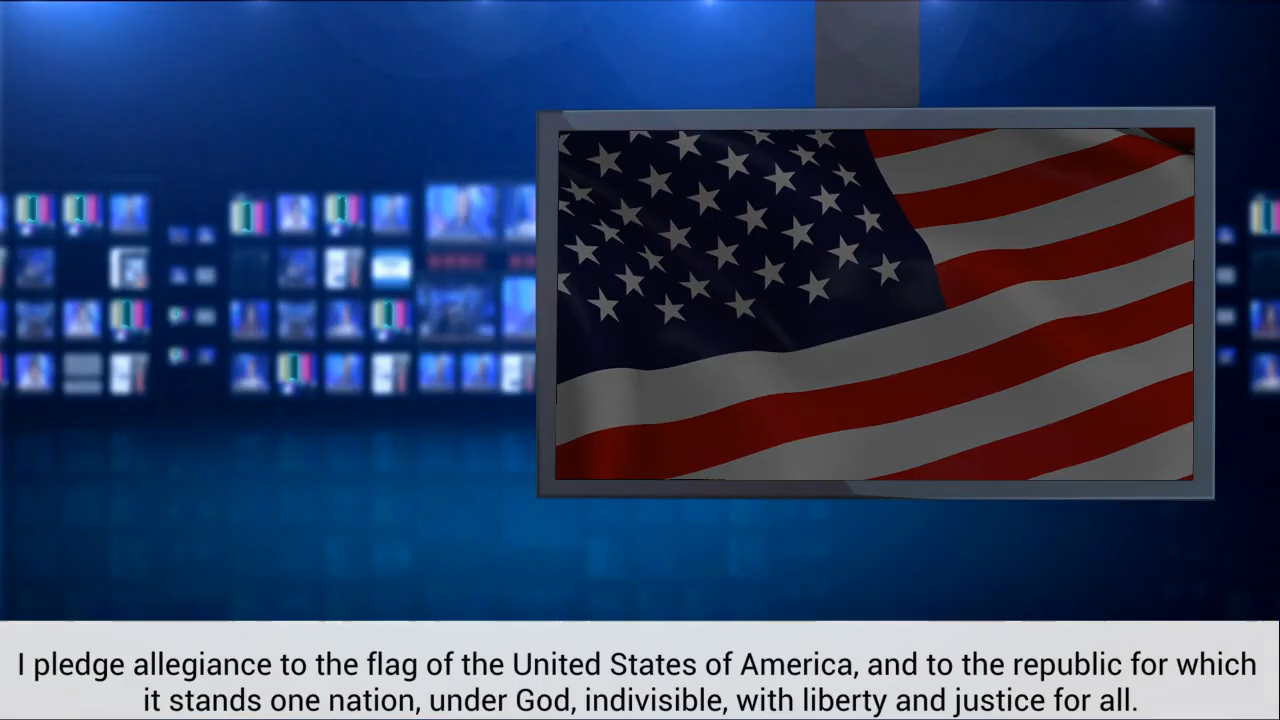 I pledge allegiance to the flag of the United States of America, and to the republic for which
it stands one nation, under God, indivisible, with liberty and justice for all.